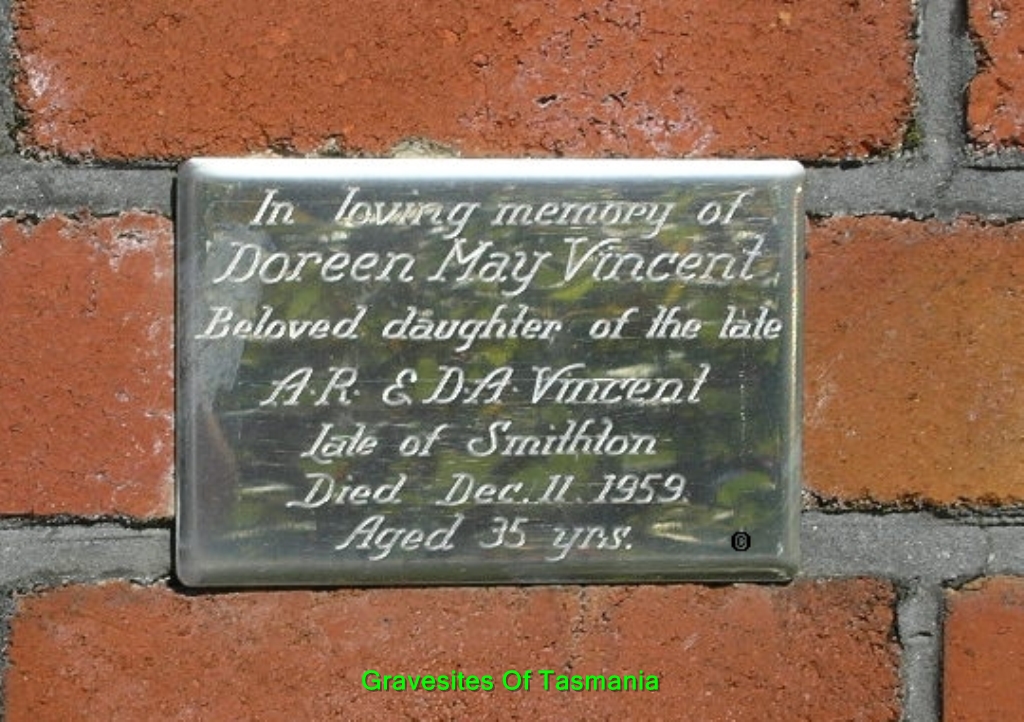 In loving memory of
Doreen May Vincent
Beloved daughter of the late
A.R. & D.A. Vincent
Late of Smithton
Died Dec. 11. 1959.
Aged 35 yrs.
©
Gravesites Of Tasmania